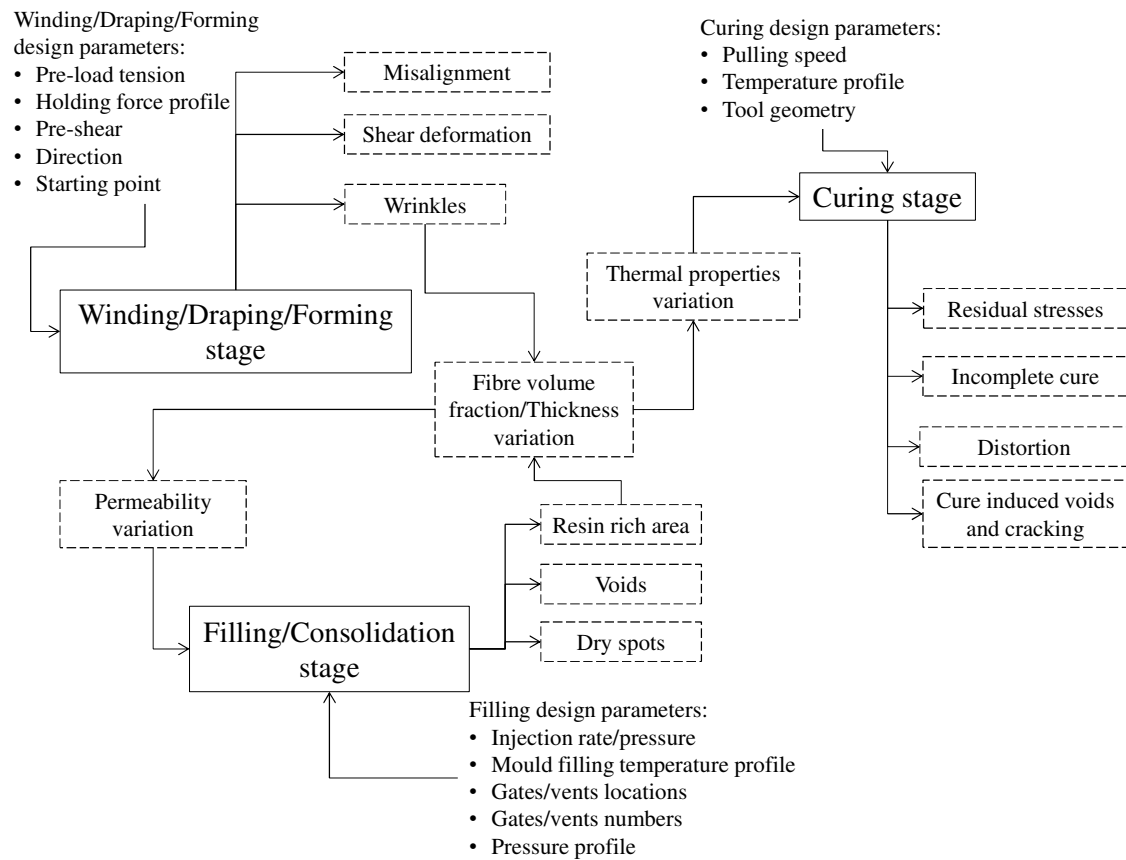 Winding/Draping/Forming
design parameters:
• Pre-load tension
• Holding force profile
• Pre-shear
• Direction
• Starting point
Misalignment
Shear deformation
Wrinkles
Curing design parameters:
• Pulling speed
• Temperature profile
• Tool geometry
Curing stage
Winding/Draping/Forming
stage
Thermal properties
variation
Residual stresses
Incomplete cure
Distortion
Cure induced voids
and cracking
Fibre volume
fraction/Thickness
variation
Permeability
variation
Resin rich area
Voids
Dry spots
Filling/Consolidation
stage
Filling design parameters:
• Injection rate/pressure
• Mould filling temperature profile
• Gates/vents locations
• Gates/vents numbers
• Pressure profile